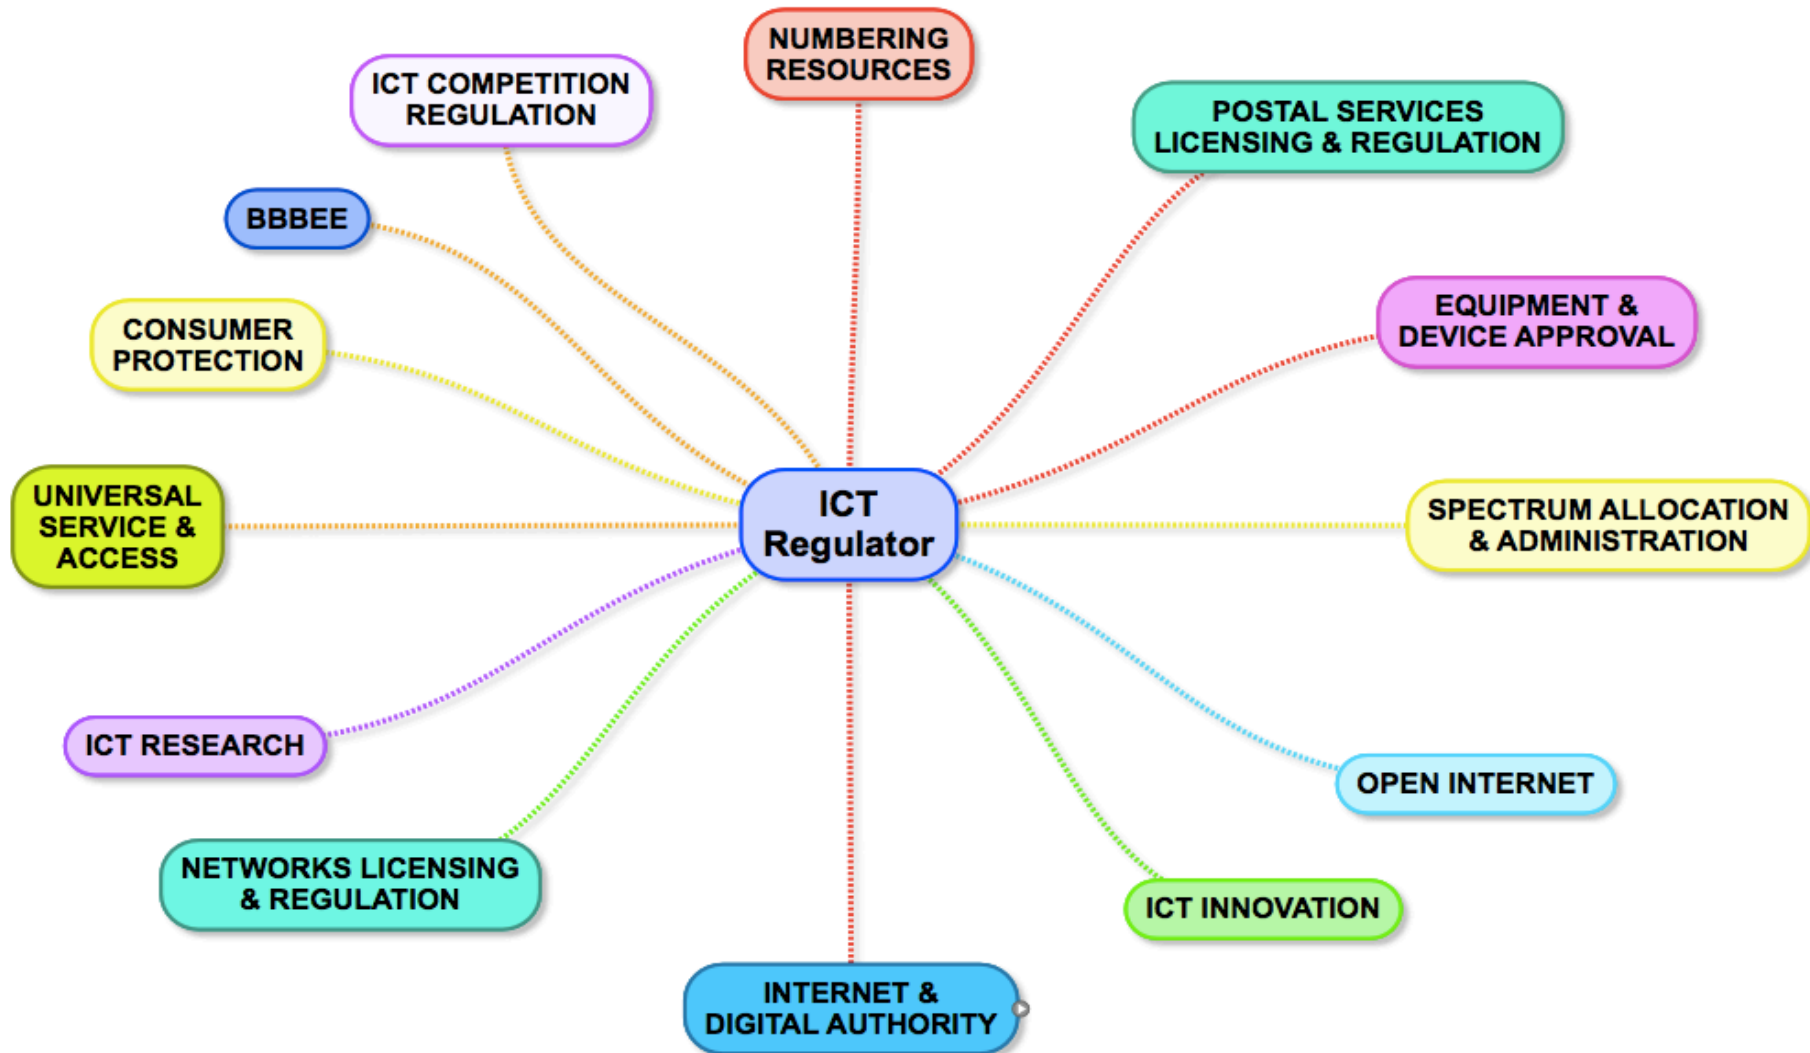 NUMBERING
RESOURCES
ICT COMPETITION
REGULATION
POSTAL SERVICES
LICENSING & REGULATION
BBBEE
EQUIPMENT &
DEVICE APPROVAL
CONSUMER
PROTECTION
UNIVERSAL
SERVICE &
ACCESS
ICT
Regulator
SPECTRUM ALLOCATION
& ADMINISTRATION
ICT RESEARCH
OPEN INTERNET
NETWORKS LICENSING
& REGULATION
ICT INNOVATION
INTERNET &
DIGITAL AUTHORITY